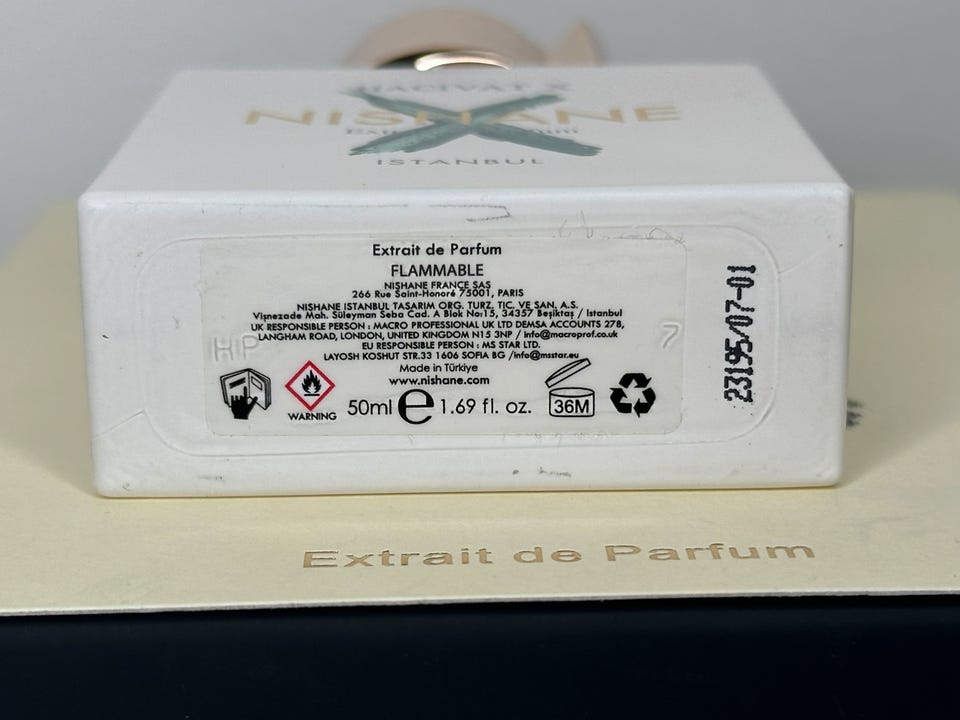 HACIVAT X
NISHANE
ISTANBUL
Extrait de Parfum
FLAMMABLE
NISHANE FRANCE SAS
266 Rue Saint-Honoré 75001, PARIS
NISHANE ISTANBUL TASARIM ORG. TURZ. TIC. VE SAN. A.S.
Vişnezade Mah. Süleyman Seba Cad. A Blok No:15, 34357 Beşiktaş / Istanbul
UK RESPONSIBLE PERSON : MACRO PROFESSIONAL UK LTD DEMSA ACCOUNTS 278,
LANGHAM ROAD, LONDON, UNITED KINGDOM N15 3NP / info@macroprof.co.uk
EU RESPONSIBLE PERSON : MS STAR LTD.
LAYOSH KOSHUT STR.33 1606 SOFIA BG /info@msstar.eu
Made in Türkiye
www.nishane.com
WARNING 50ml e 1.69 fl. oz. 36M
HP
7
23195/07-01
Extrait de Parfum